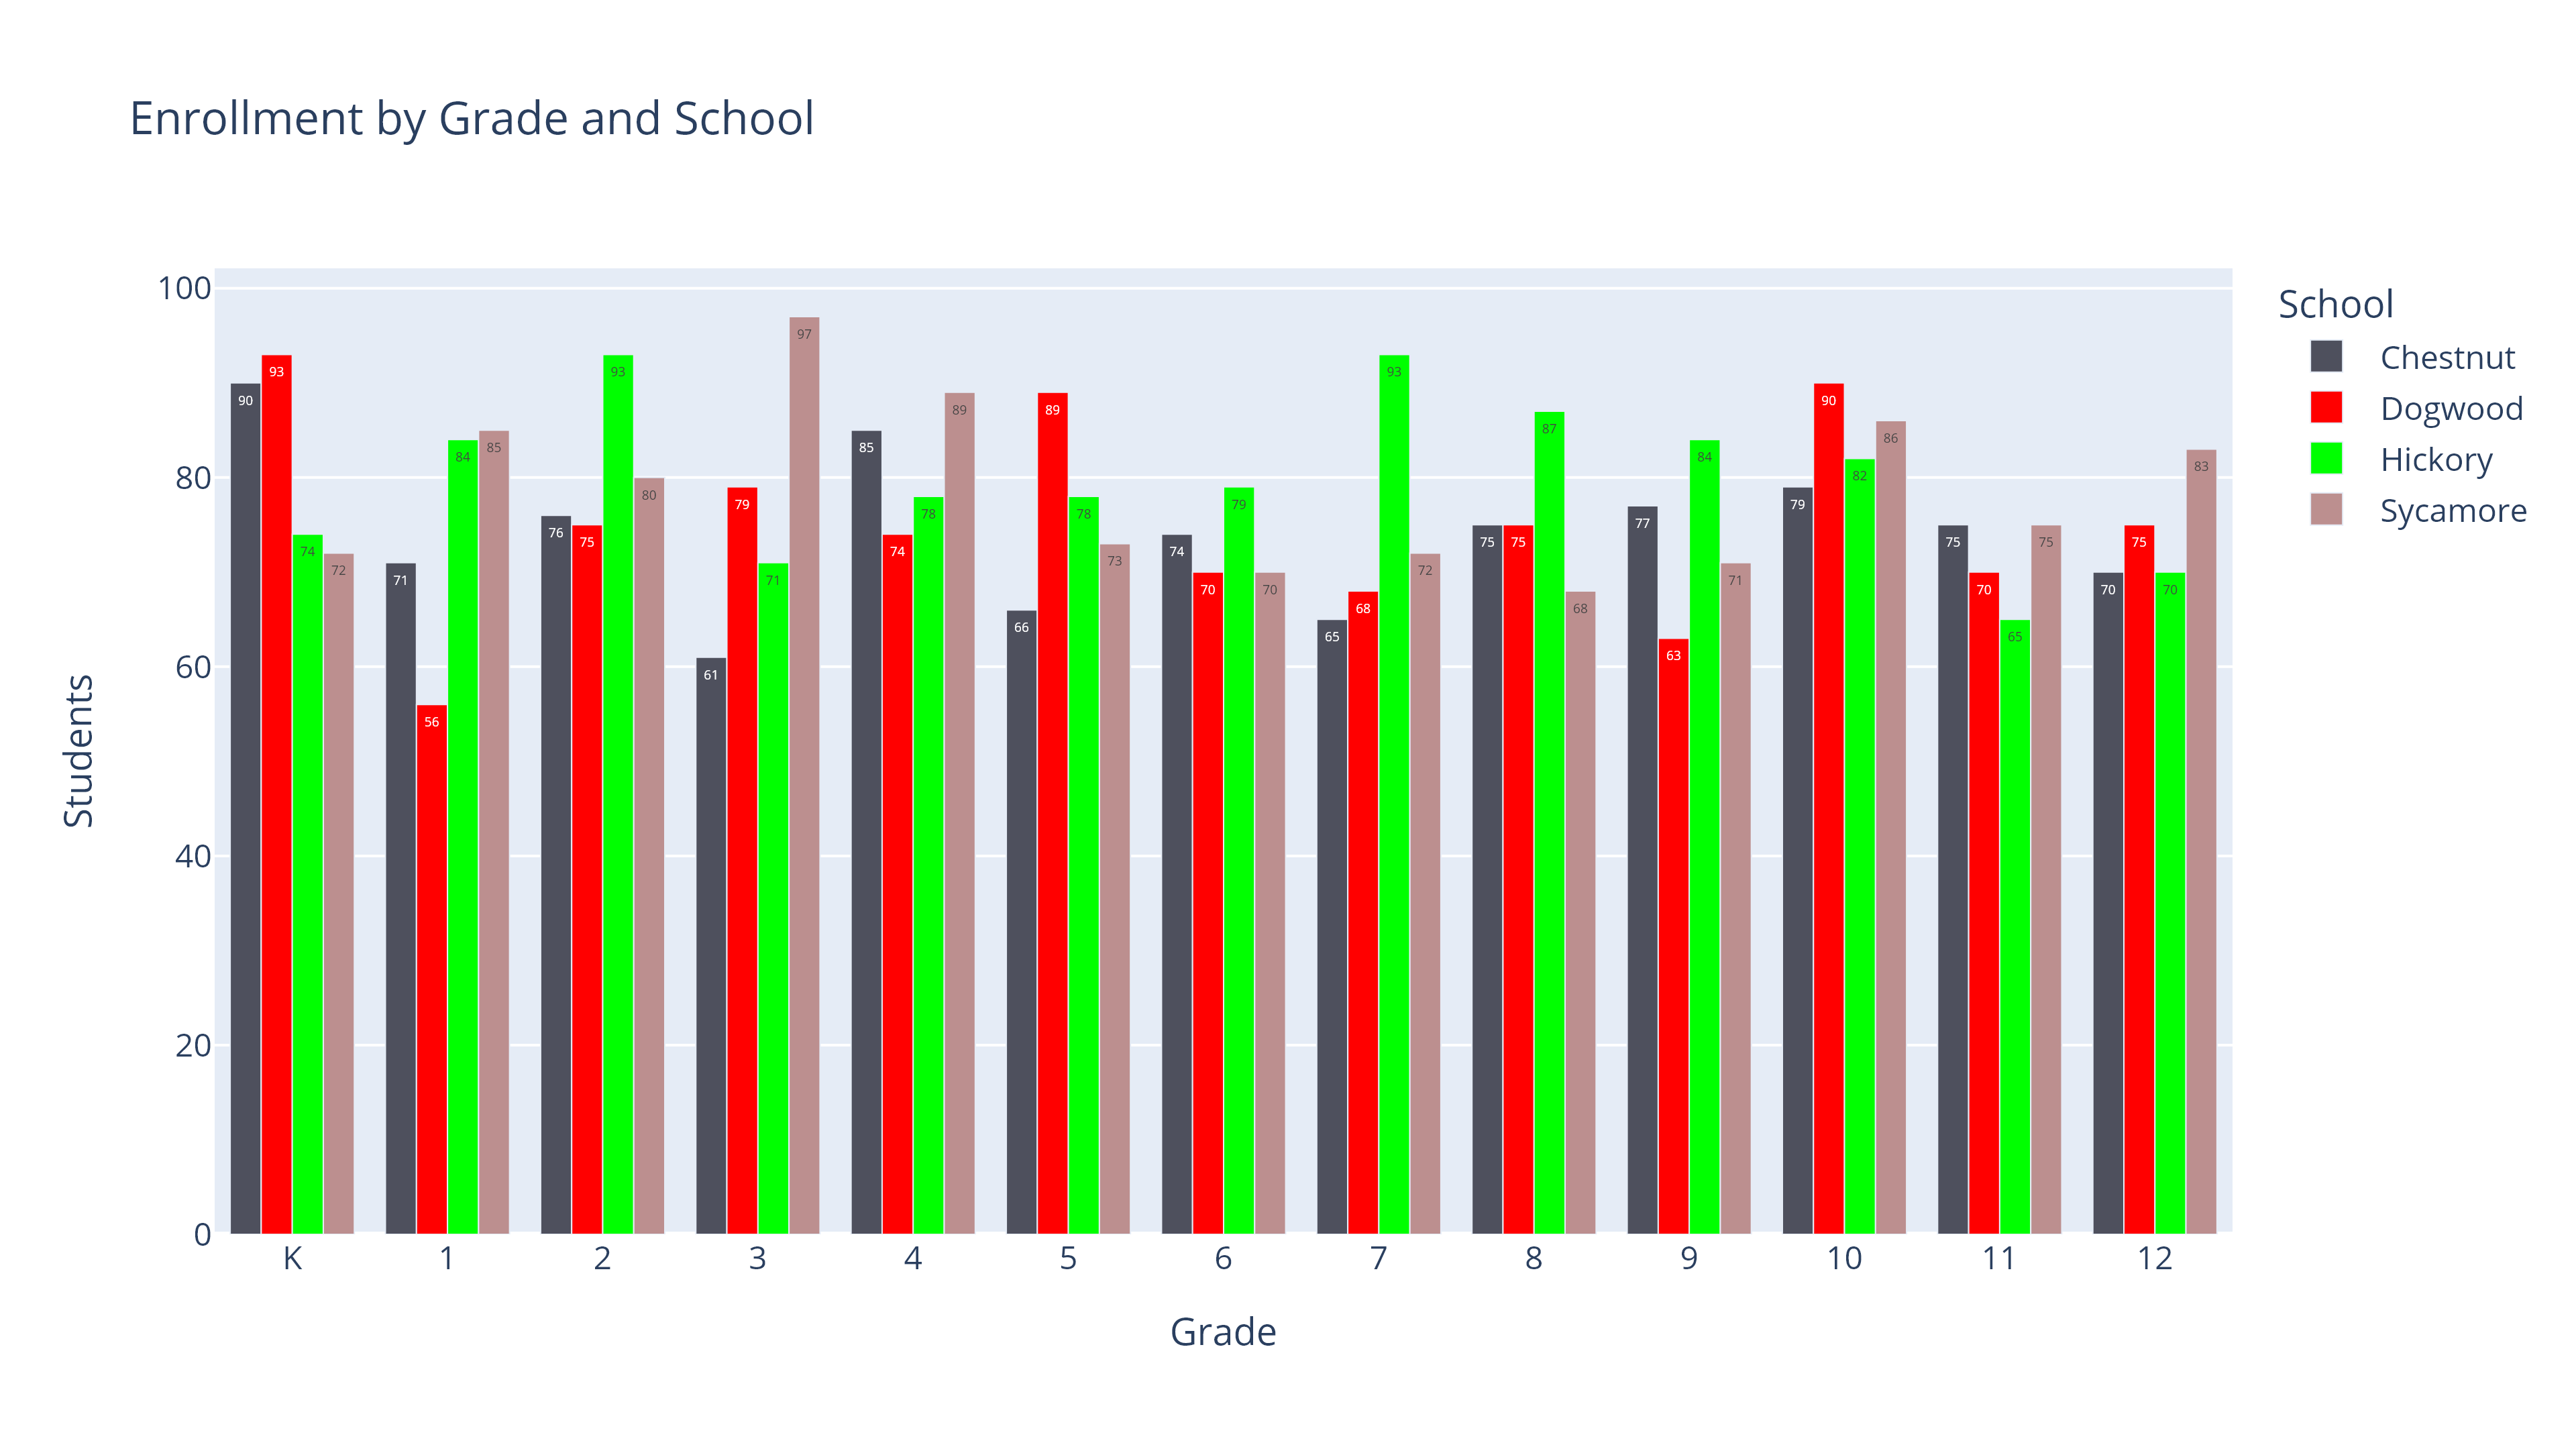 Enrollment by Grade and School
100
80
60
40
20
0
Students
90 93 74 72
71 56 84 85
76 75 93 80
61 79 71 97
85 74 78 89
66 89 78 73
74 70 79 70
65 68 93 72
75 75 87 68
77 63 84 71
79 90 82 86
75 70 65 75
70 75 70 83
K 1 2 3 4 5 6 7 8 9 10 11 12
Grade
School
Chestnut
Dogwood
Hickory
Sycamore